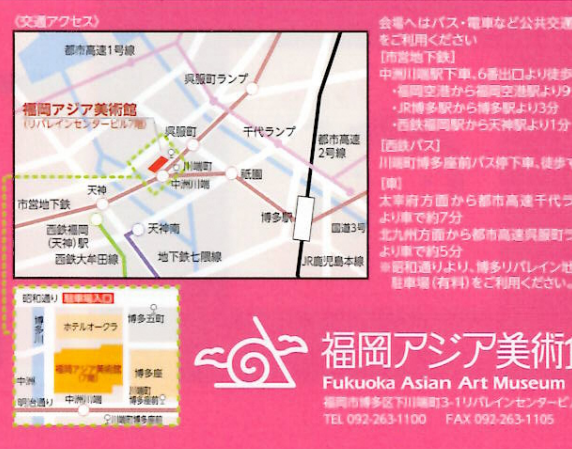 《交通アクセス》
都市高速1号線
呉服町ランプ
福岡アジア美術館
(リバレインセンタービル7階)
呉服町
千代ランプ
都市高速
2号線
川端町
中洲川端
祇園
天神
市営地下鉄
博多駅
国道3号
西鉄福岡
(天神)駅
天神南
西鉄大牟田線
地下鉄七隈線
JR鹿児島本線
昭和通り 駐車場入口
博多五町
ホテルオークラ
福岡アジア美術館
(7階)
博多座
中洲
川端町
博多座前
明治通り
中洲川端
川端町博多座前
会場へはバス・電車など公共交通
をご利用ください
[市営地下鉄]
中洲川端駅下車、6番出口より徒歩
・福岡空港から福岡空港駅より9
・JR博多駅から博多駅より3分
・西鉄福岡駅から天神駅より1分
[西鉄バス]
川端町博多座前バス停下車、徒歩す
[車]
太宰府方面から都市高速千代ラ
より車で約7分
北九州方面から都市高速呉服町ラ
より車で約5分
※昭和通りより、博多リバレイン地
駐車場(有料)をご利用ください。
福岡アジア美術館
Fukuoka Asian Art Museum
福岡市博多区下川端町3-1リバレインセンタービ
TEL 092-263-1100 FAX 092-263-1105